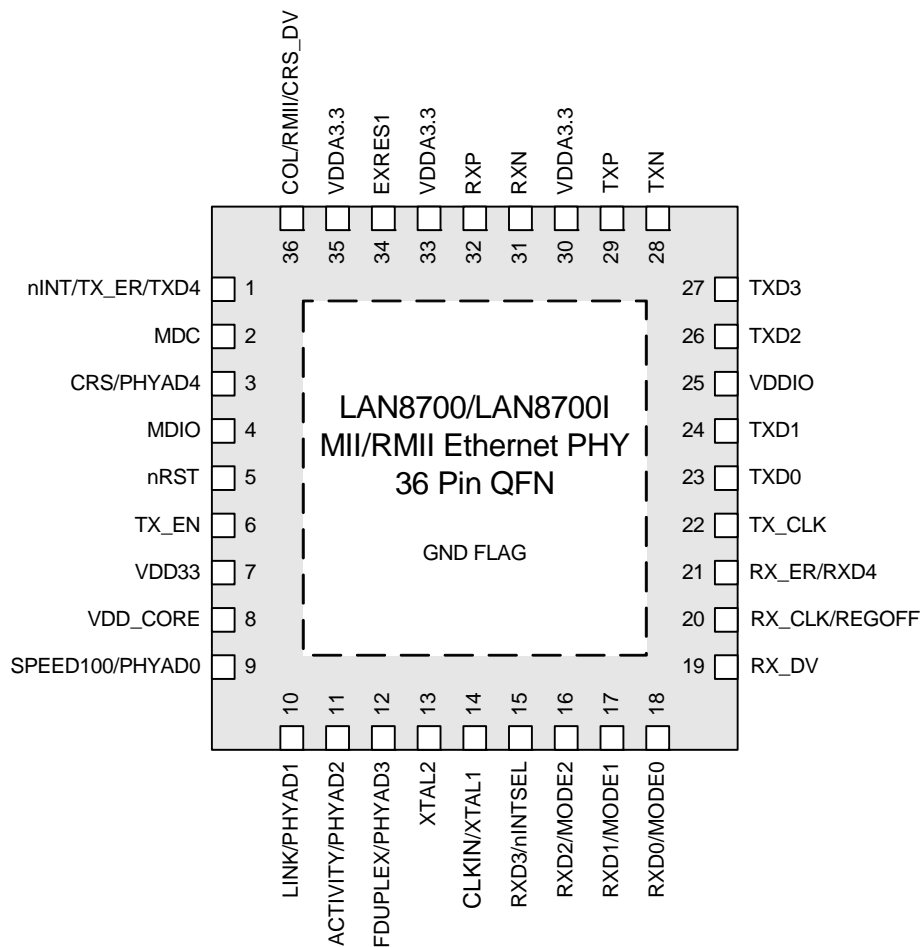 COL/RMII/CRS_DV
VDDA3.3
EXRES1
VDDA3.3
RXP
RXN
VDDA3.3
TXP
TXN
36
35
34
33
32
31
30
29
28
nINT/TX_ER/TXD4 1
MDC 2
CRS/PHYAD4 3
MDIO 4
nRST 5
TX_EN 6
VDD33 7
VDD_CORE 8
SPEED100/PHYAD0 9
LAN8700/LAN8700I
MII/RMII Ethernet PHY
36 Pin QFN
GND FLAG
27 TXD3
26 TXD2
25 VDDIO
24 TXD1
23 TXD0
22 TX_CLK
21 RX_ER/RXD4
20 RX_CLK/REGOFF
19 RX_DV
10
11
12
13
14
15
16
17
18
LINK/PHYAD1
ACTIVITY/PHYAD2
FDUPLEX/PHYAD3
XTAL2
CLKIN/XTAL1
RXD3/nINTSEL
RXD2/MODE2
RXD1/MODE1
RXD0/MODE0